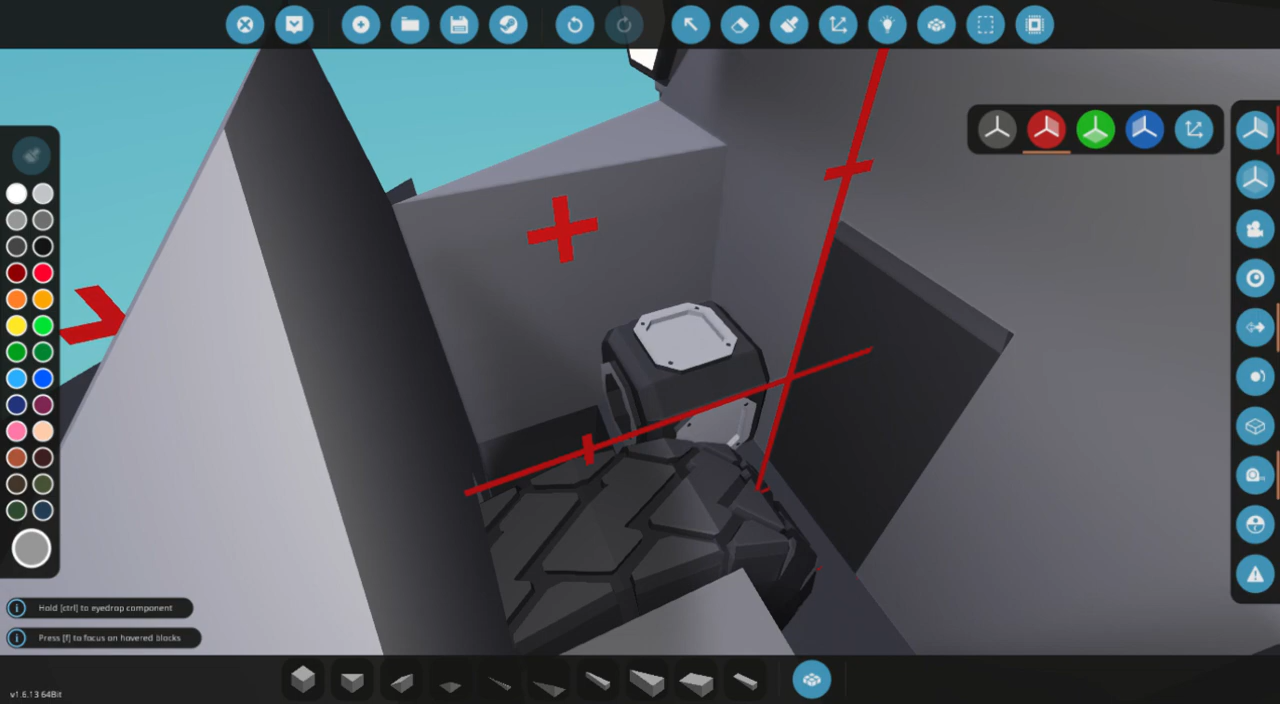 Hold [ctrl] to eyedrop component
Press [f] to focus on hovered blocks
v1.6.13 64Bit